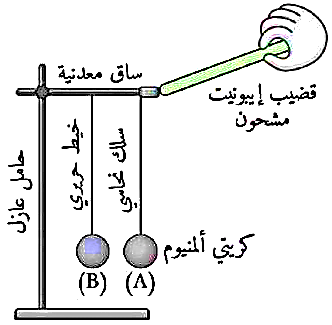 ساق معدنية
قضيب إيبونيت
مشحون
حامل عازل
خيط حريري
سلك نحاسي
كريتي ألمنيوم
(B) (A)